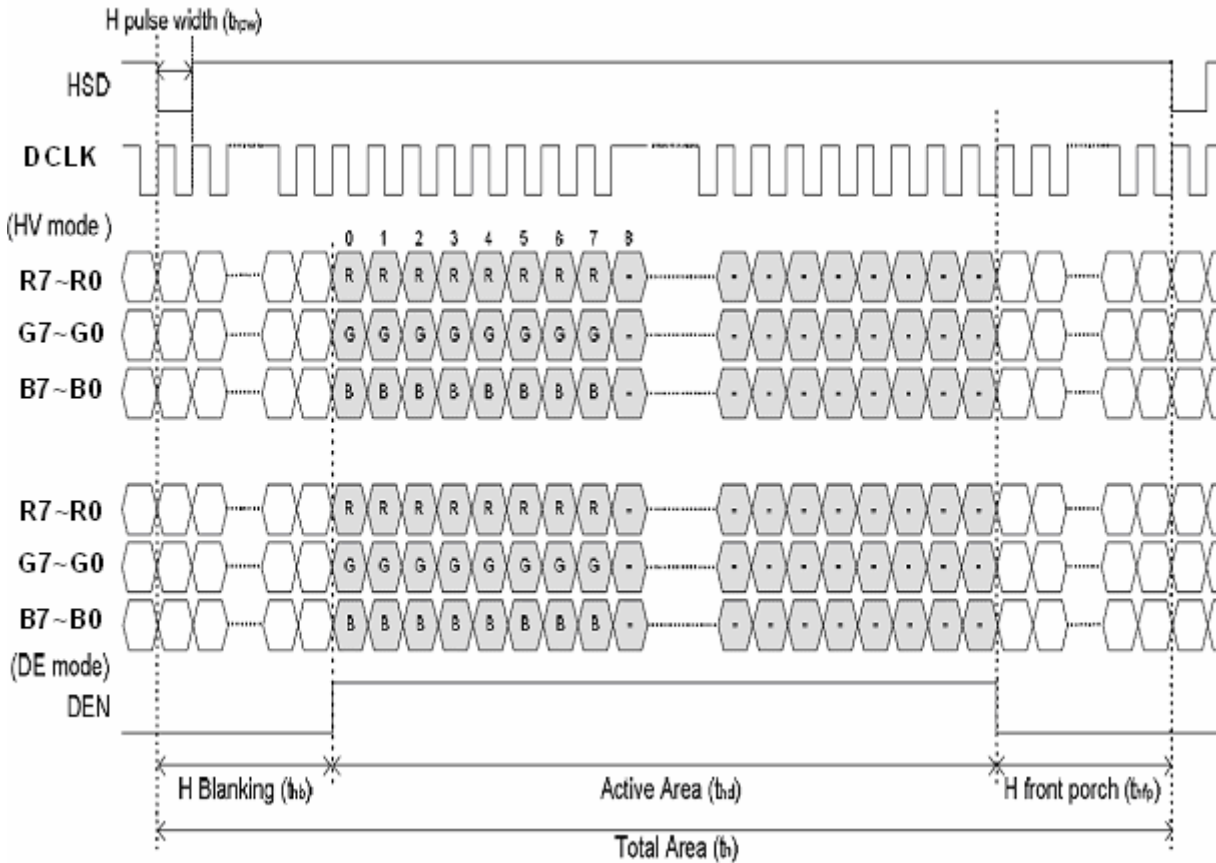 H pulse width (thpw)
HSD
DCLK
(HV mode )
0 1 2 3 4 5 6 7 8
R7~R0 R R R R R R R R - - - - - - - - -
G7~G0 G G G G G G G G - - - - - - - - -
B7~B0 B B B B B B B B - - - - - - - - -
R7~R0 R R R R R R R R - - - - - - - - -
G7~G0 G G G G G G G G - - - - - - - - -
B7~B0 B B B B B B B B - - - - - - - - -
(DE mode)
DEN
H Blanking (thb) Active Area (thd) H front porch (thfp)
Total Area (th)